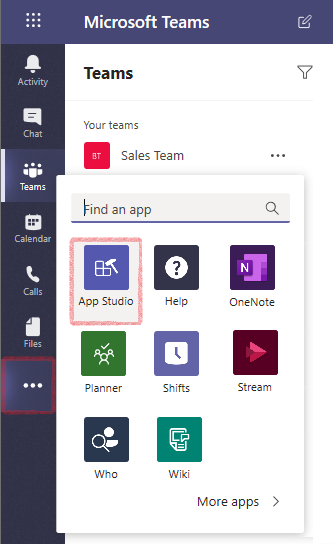 Microsoft Teams
Activity
Chat
Teams
Calendar
Calls
Files
Teams
Your teams
BT
Sales Team
Find an app
App Studio
Help
OneNote
Planner
Shifts
Stream
Who
Wiki
More apps